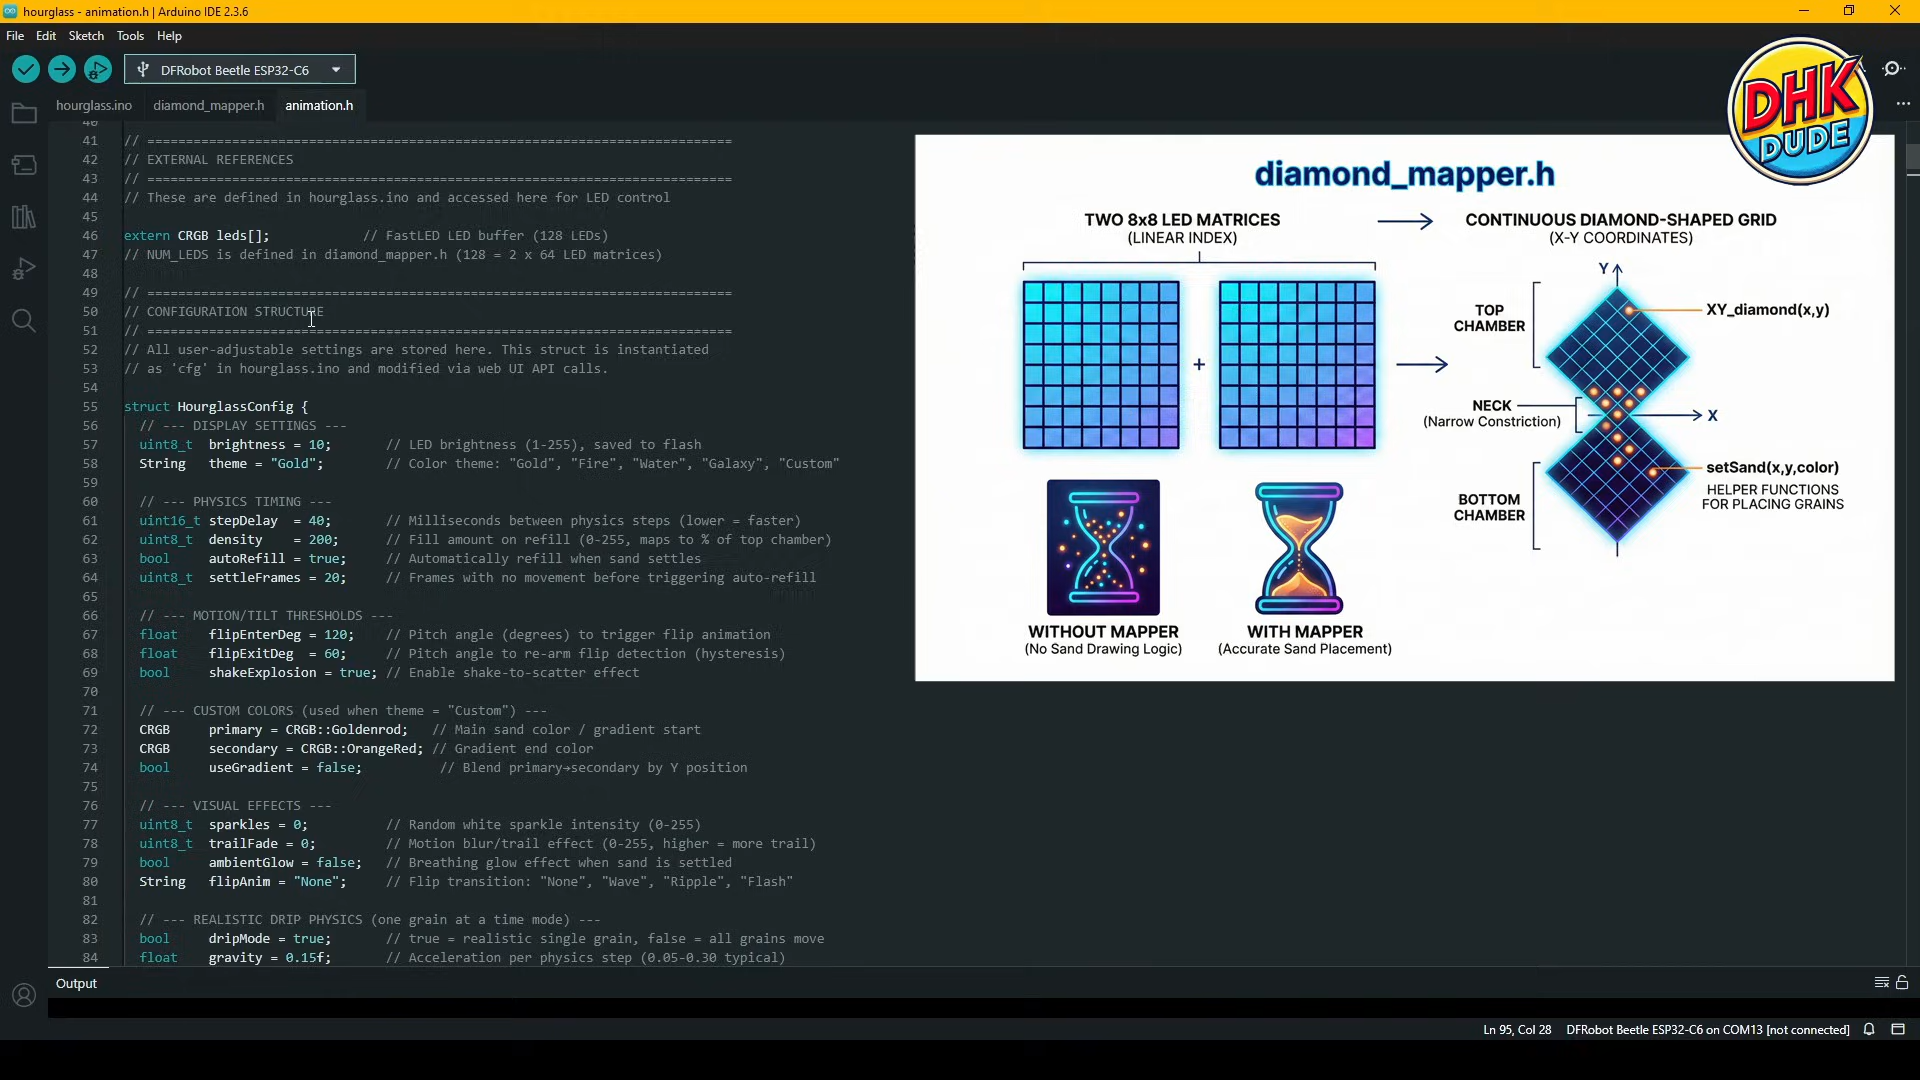 hourglass - animation.h | Arduino IDE 2.3.6
File Edit Sketch Tools Help
DFRobot Beetle ESP32-C6
hourglass.ino diamond_mapper.h animation.h
40
41 // ============================================================================
42 // EXTERNAL REFERENCES
43 // ============================================================================
44 // These are defined in hourglass.ino and accessed here for LED control
45
46 extern CRGB leds[]; // FastLED LED buffer (128 LEDs)
47 // NUM_LEDS is defined in diamond_mapper.h (128 = 2 x 64 LED matrices)
48
49 // ============================================================================
50 // CONFIGURATION STRUCTURE
51 // ============================================================================
52 // All user-adjustable settings are stored here. This struct is instantiated
53 // as 'cfg' in hourglass.ino and modified via web UI API calls.
54
55 struct HourglassConfig {
56 // --- DISPLAY SETTINGS ---
57 uint8_t brightness = 10; // LED brightness (1-255), saved to flash
58 String theme = "Gold"; // Color theme: "Gold", "Fire", "Water", "Galaxy", "Custom"
59
60 // --- PHYSICS TIMING ---
61 uint16_t stepDelay = 40; // Milliseconds between physics steps (lower = faster)
62 uint8_t density = 200; // Fill amount on refill (0-255, maps to % of top chamber)
63 bool autoRefill = true; // Automatically refill when sand settles
64 uint8_t settleFrames = 20; // Frames with no movement before triggering auto-refill
65
66 // --- MOTION/TILT THRESHOLDS ---
67 float flipEnterDeg = 120; // Pitch angle (degrees) to trigger flip animation
68 float flipExitDeg = 60; // Pitch angle to re-arm flip detection (hysteresis)
69 bool shakeExplosion = true; // Enable shake-to-scatter effect
70
71 // --- CUSTOM COLORS (used when theme = "Custom") ---
72 CRGB primary = CRGB::Goldenrod; // Main sand color / gradient start
73 CRGB secondary = CRGB::OrangeRed; // Gradient end color
74 bool useGradient = false; // Blend primary→secondary by Y position
75
76 // --- VISUAL EFFECTS ---
77 uint8_t sparkles = 0; // Random white sparkle intensity (0-255)
78 uint8_t trailFade = 0; // Motion blur/trail effect (0-255, higher = more trail)
79 bool ambientGlow = false; // Breathing glow effect when sand is settled
80 String flipAnim = "None"; // Flip transition: "None", "Wave", "Ripple", "Flash"
81
82 // --- REALISTIC DRIP PHYSICS (one grain at a time mode) ---
83 bool dripMode = true; // true = realistic single grain, false = all grains move
84 float gravity = 0.15f; // Acceleration per physics step (0.05-0.30 typical)
DHK
DUDE
diamond_mapper.h
TWO 8x8 LED MATRICES
(LINEAR INDEX)
CONTINUOUS DIAMOND-SHAPED GRID
(X-Y COORDINATES)
Y
TOP
CHAMBER
XY_diamond(x,y)
+
NECK
(Narrow Constriction)
X
BOTTOM
CHAMBER
setSand(x,y,color)
HELPER FUNCTIONS
FOR PLACING GRAINS
WITHOUT MAPPER
(No Sand Drawing Logic)
WITH MAPPER
(Accurate Sand Placement)
Output
Ln 95, Col 28 DFRobot Beetle ESP32-C6 on COM13 [not connected]